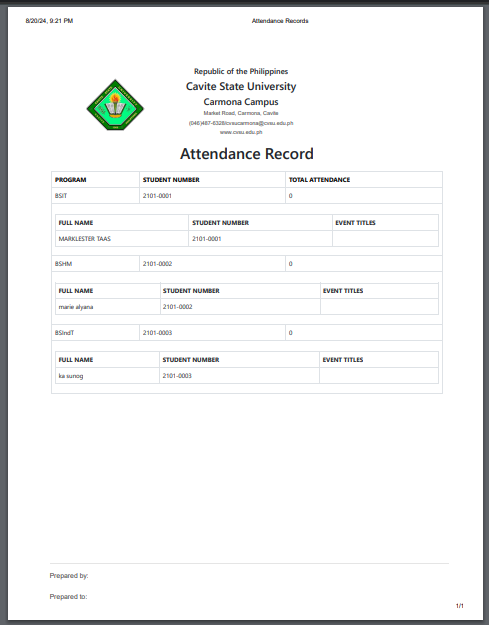 8/20/24, 9:21 PM Attendance Records
Republic of the Philippines
Cavite State University
Carmona Campus
Market Road, Carmona, Cavite
(046)487-6328/cvsucarmona@cvsu.edu.ph
www.cvsu.edu.ph
Attendance Record
PROGRAM STUDENT NUMBER TOTAL ATTENDANCE
BSIT 2101-0001 0
FULL NAME STUDENT NUMBER EVENT TITLES
MARKLESTER TAAS 2101-0001
BSHM 2101-0002 0
FULL NAME STUDENT NUMBER EVENT TITLES
marie alyana 2101-0002
BSIndT 2101-0003 0
FULL NAME STUDENT NUMBER EVENT TITLES
ka sunog 2101-0003
Prepared by:
Prepared to:
1/1